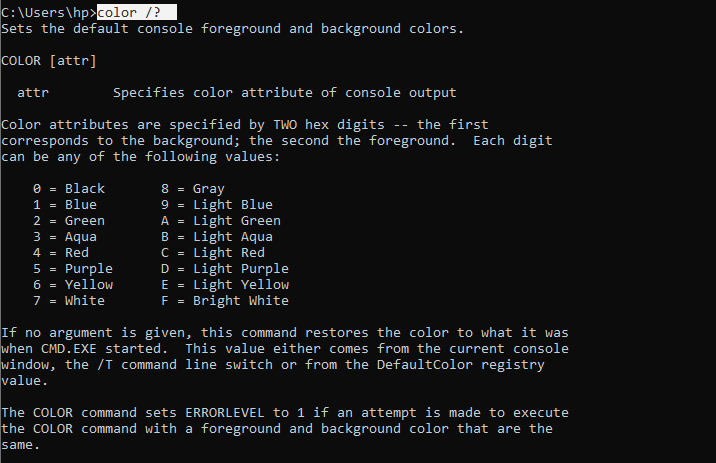 C:\Users\hp>color /?
Sets the default console foreground and background colors.

COLOR [attr]

  attr        Specifies color attribute of console output

Color attributes are specified by TWO hex digits -- the first
corresponds to the background; the second the foreground.  Each digit
can be any of the following values:

    0 = Black       8 = Gray
    1 = Blue        9 = Light Blue
    2 = Green       A = Light Green
    3 = Aqua        B = Light Aqua
    4 = Red         C = Light Red
    5 = Purple      D = Light Purple
    6 = Yellow      E = Light Yellow
    7 = White       F = Bright White

If no argument is given, this command restores the color to what it was
when CMD.EXE started.  This value either comes from the current console
window, the /T command line switch or from the DefaultColor registry
value.

The COLOR command sets ERRORLEVEL to 1 if an attempt is made to execute
the COLOR command with a foreground and background color that are the
same.